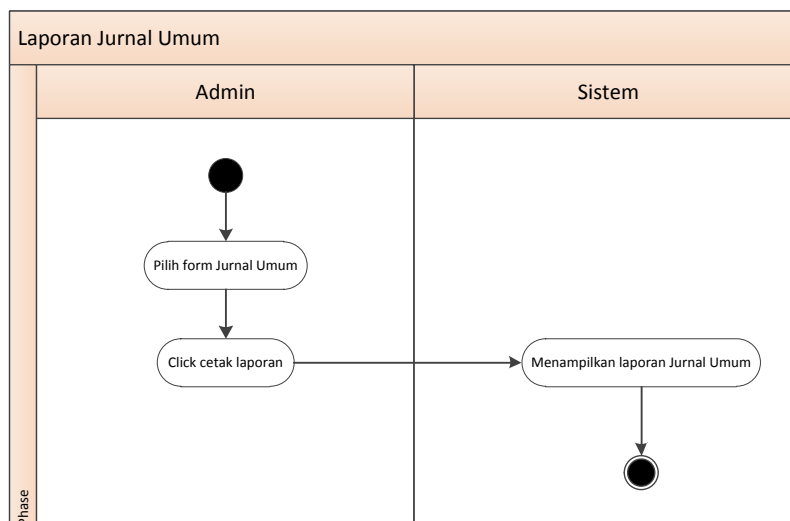 Laporan Jurnal Umum
Admin
Sistem
Pilih form Jurnal Umum
Click cetak laporan
Menampilkan laporan Jurnal Umum
Phase